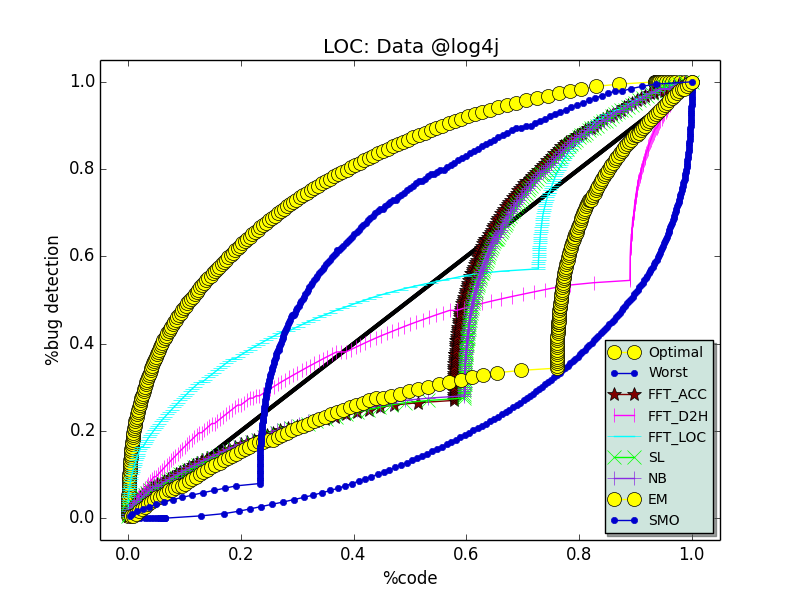 LOC: Data @log4j
1.0
0.8
0.6
0.4
0.2
0.0
%bug detection
0.0 0.2 0.4 0.6 0.8 1.0
%code
Optimal
Worst
FFT_ACC
FFT_D2H
FFT_LOC
SL
NB
EM
SMO